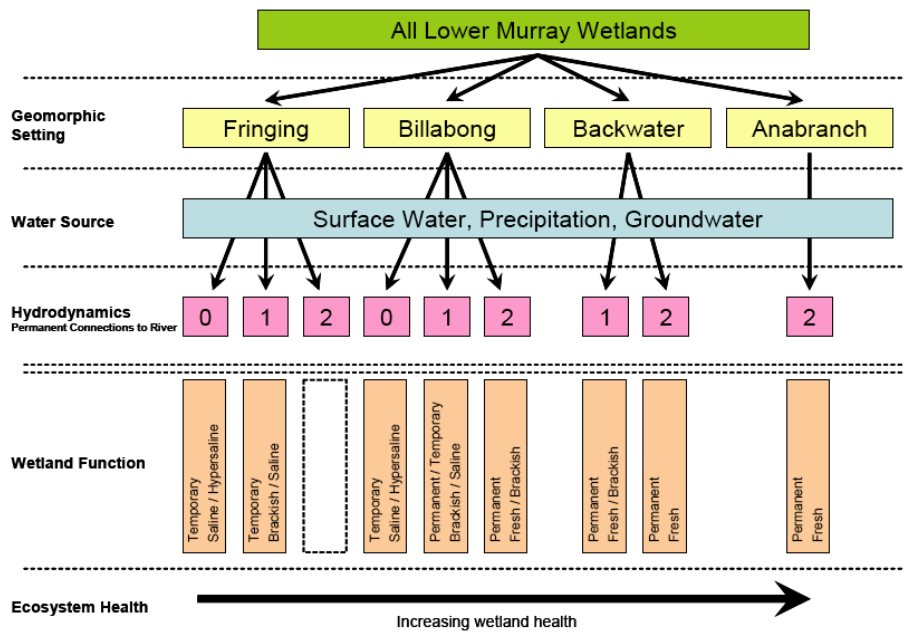 All Lower Murray Wetlands
Geomorphic
Setting
Fringing
Billabong
Backwater
Anabranch
Water Source
Surface Water, Precipitation, Groundwater
Hydrodynamics
Permanent Connections to River
0
1
2
0
1
2
1
2
2
Wetland Function
Temporary
Saline / Hypersaline
Temporary
Brackish / Saline
Temporary
Saline / Hypersaline
Permanent / Temporary
Brackish / Saline
Permanent
Fresh / Brackish
Permanent
Fresh / Brackish
Permanent
Fresh
Permanent
Fresh
Ecosystem Health
Increasing wetland health